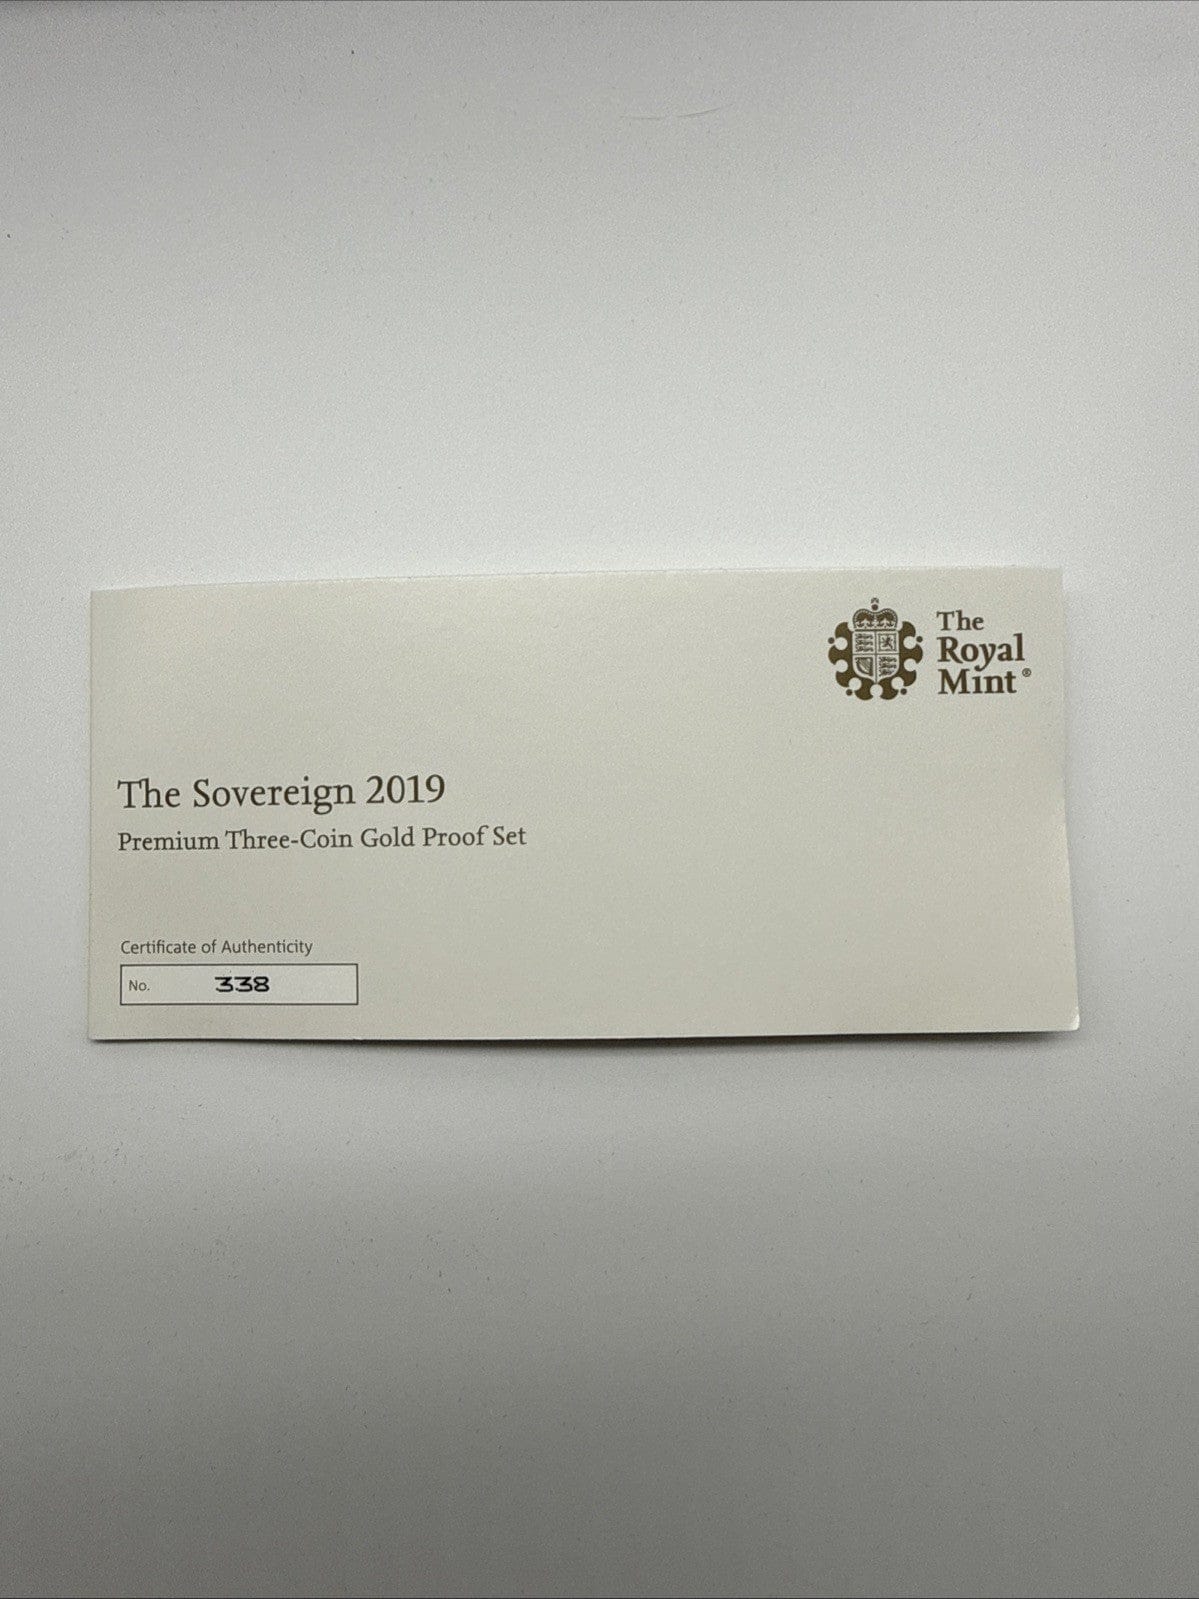 The
Royal
Mint®
The Sovereign 2019
Premium Three-Coin Gold Proof Set
Certificate of Authenticity
No. 338